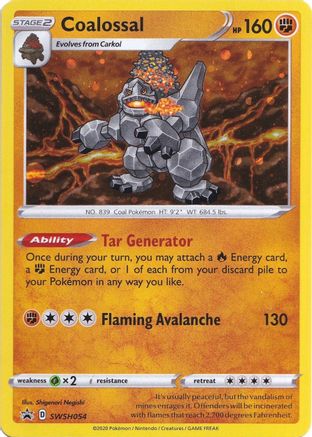 STAGE 2
Coalossal
HP 160
Evolves from Carkol
NO. 839 Coal Pokémon HT: 9'2" WT: 684.5 lbs.
Ability Tar Generator
Once during your turn, you may attach a Energy card,
a Energy card, or 1 of each from your discard pile to
your Pokémon in any way you like.
Flaming Avalanche 130
weakness ×2 resistance retreat
Illus. Shigenori Negishi
D SWSH054
It's usually peaceful, but the vandalism of
mines enrages it. Offenders will be incinerated
with flames that reach 2,700 degrees Fahrenheit.
©2020 Pokémon / Nintendo / Creatures / GAME FREAK